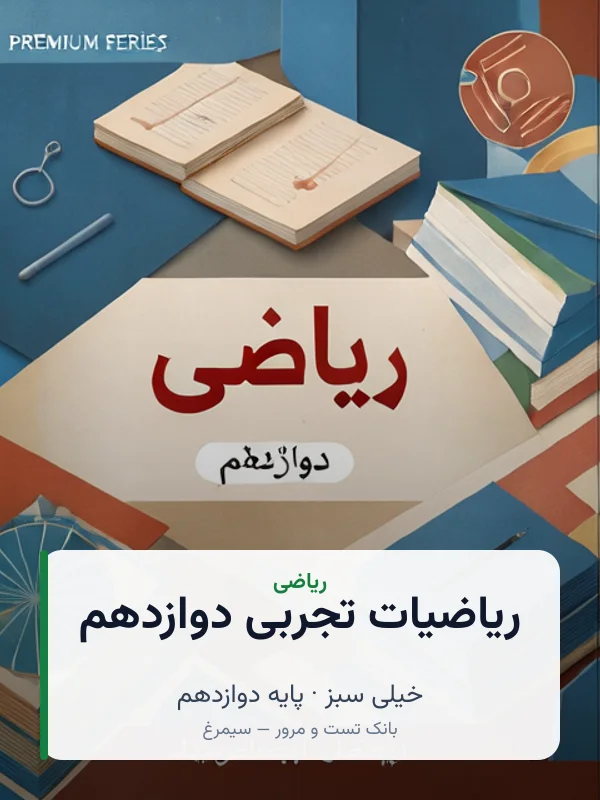 PREMIUM FERIES
ریاضی
ریاضی
ریاضیات تجربی دوازدهم
خیلی سبز · پایه دوازدهم
بانک تست و مرور — سیمرغ